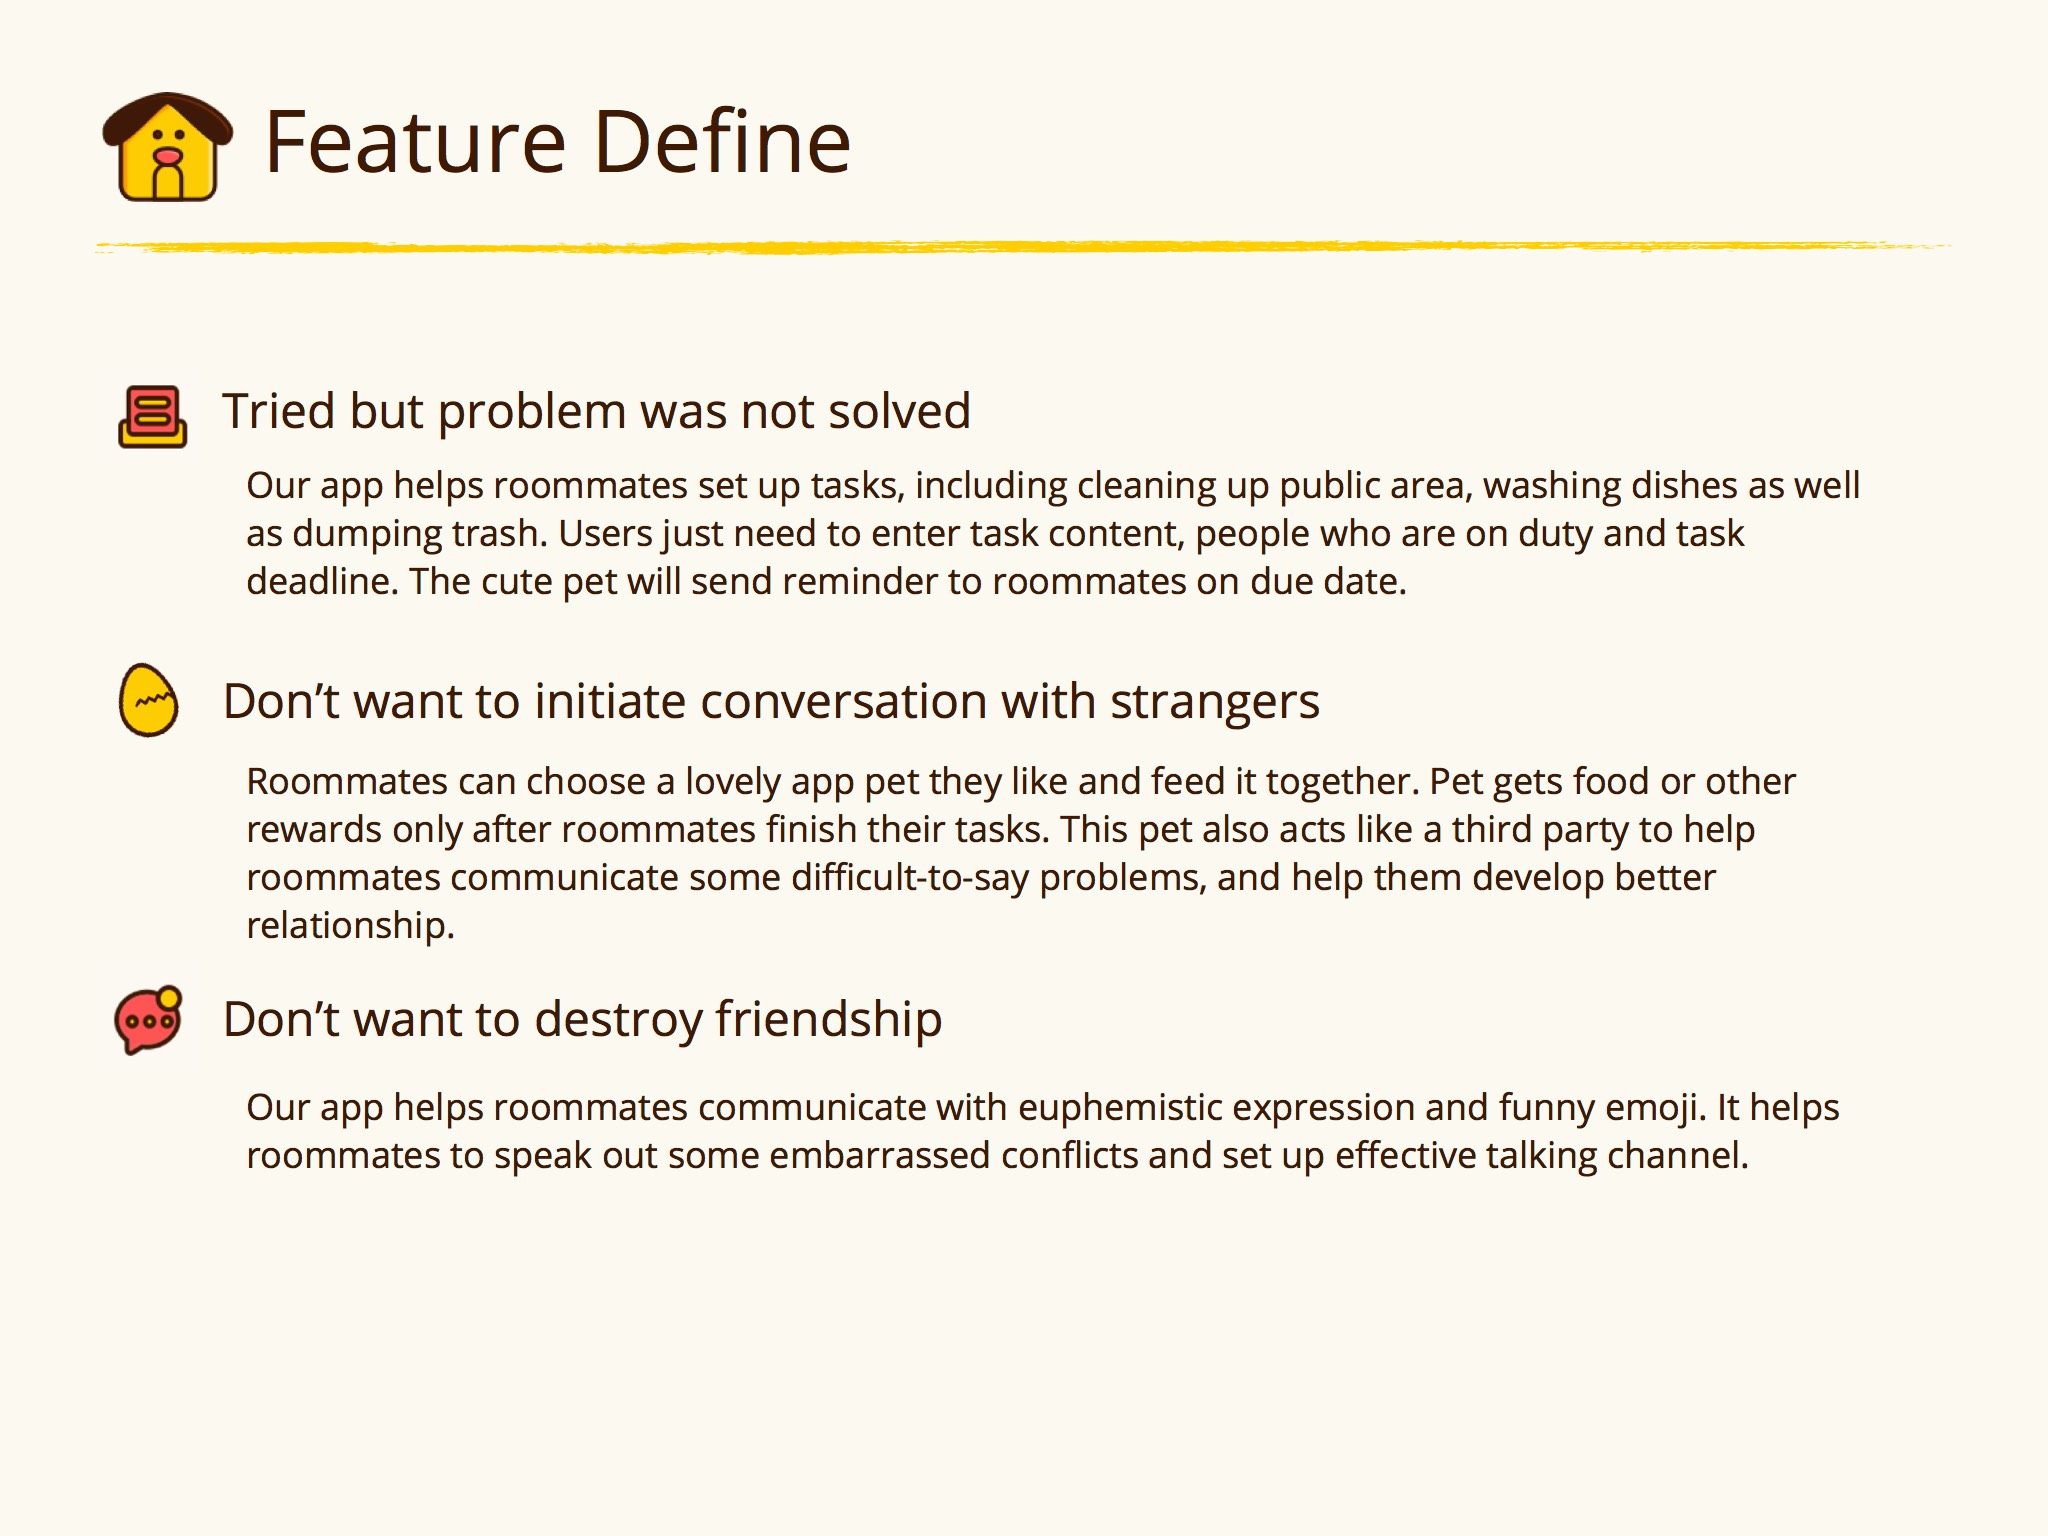 Feature Define
Tried but problem was not solved
Our app helps roommates set up tasks, including cleaning up public area, washing dishes as well
as dumping trash. Users just need to enter task content, people who are on duty and task
deadline. The cute pet will send reminder to roommates on due date.
Don’t want to initiate conversation with strangers
Roommates can choose a lovely app pet they like and feed it together. Pet gets food or other
rewards only after roommates finish their tasks. This pet also acts like a third party to help
roommates communicate some difficult-to-say problems, and help them develop better
relationship.
Don’t want to destroy friendship
Our app helps roommates communicate with euphemistic expression and funny emoji. It helps
roommates to speak out some embarrassed conflicts and set up effective talking channel.